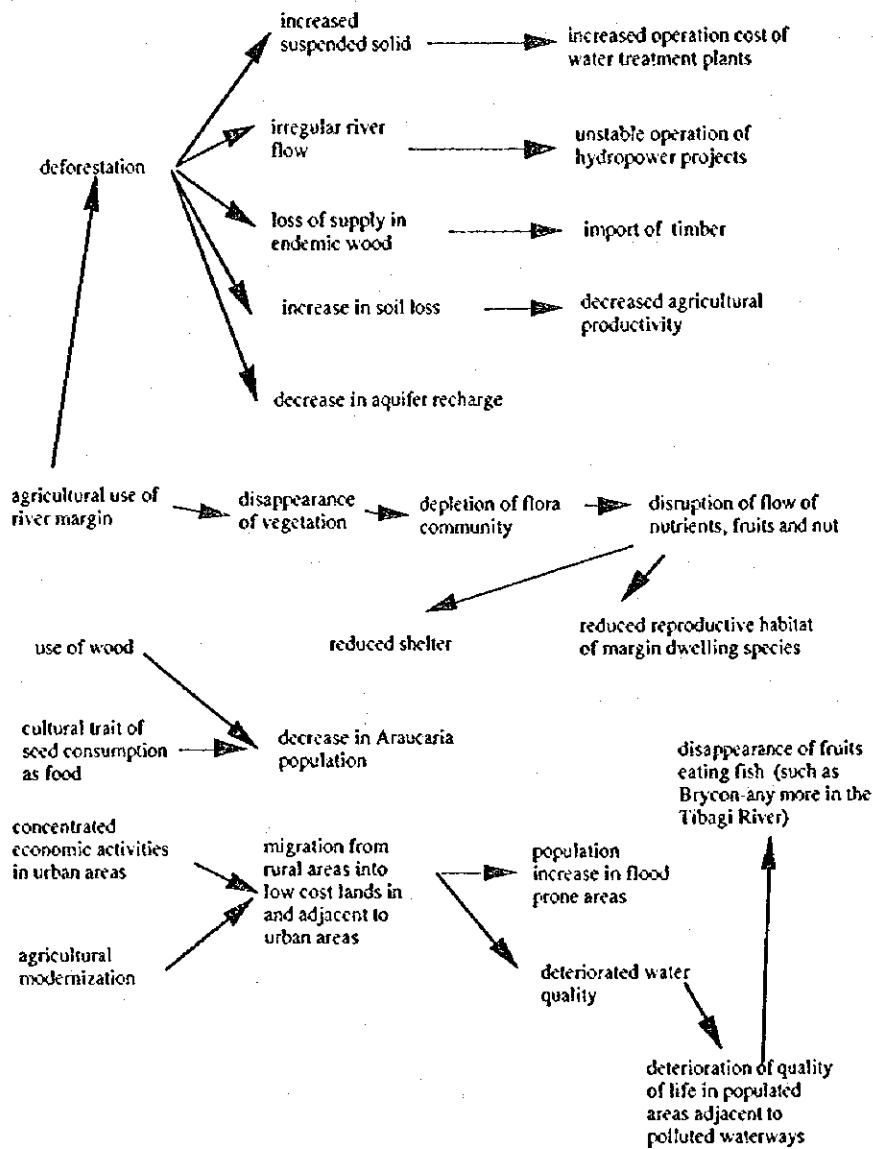 increased
suspended solid
increased operation cost of
water treatment plants
irregular river
flow
unstable operation of
hydropower projects
deforestation
loss of supply in
endemic wood
import of timber
increase in soil loss
decreased agricultural
productivity
decrease in aquifer recharge
agricultural use of
river margin
disappearance
of vegetation
depletion of flora
community
disruption of flow of
nutrients, fruits and nut
reduced shelter
reduced reproductive habitat
of margin dwelling species
use of wood
cultural trait of
seed consumption
as food
decrease in Araucaria
population
disappearance of fruits
eating fish (such as
Brycon-any more in the
Tibagi River)
concentrated
economic activities
in urban areas
migration from
rural areas into
low cost lands in
and adjacent to
urban areas
population
increase in flood
prone areas
agricultural
modernization
deteriorated water
quality
deterioration of quality
of life in populated
areas adjacent to
polluted waterways